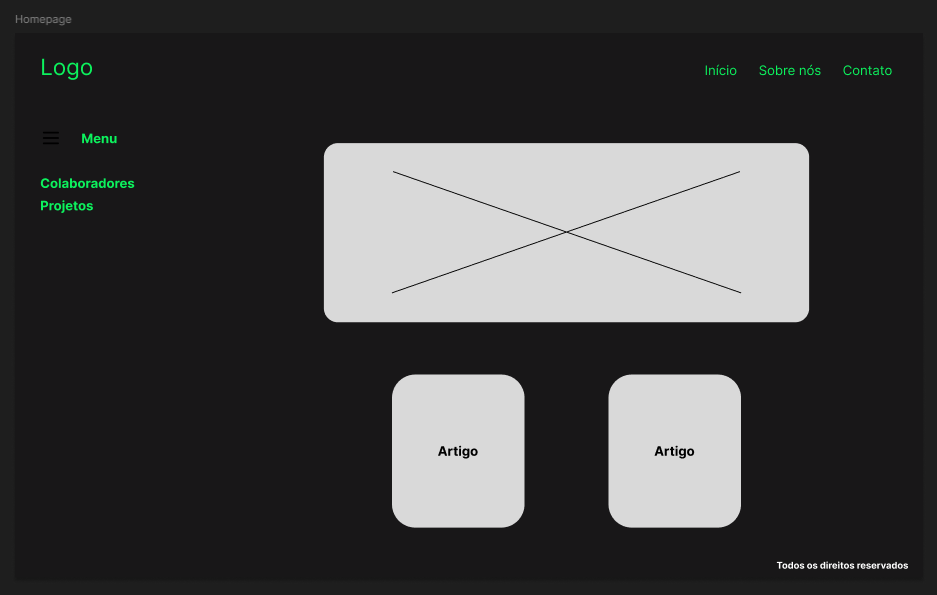 Homepage
Logo
Início Sobre nós Contato
Menu
Colaboradores
Projetos
Artigo Artigo
Todos os direitos reservados